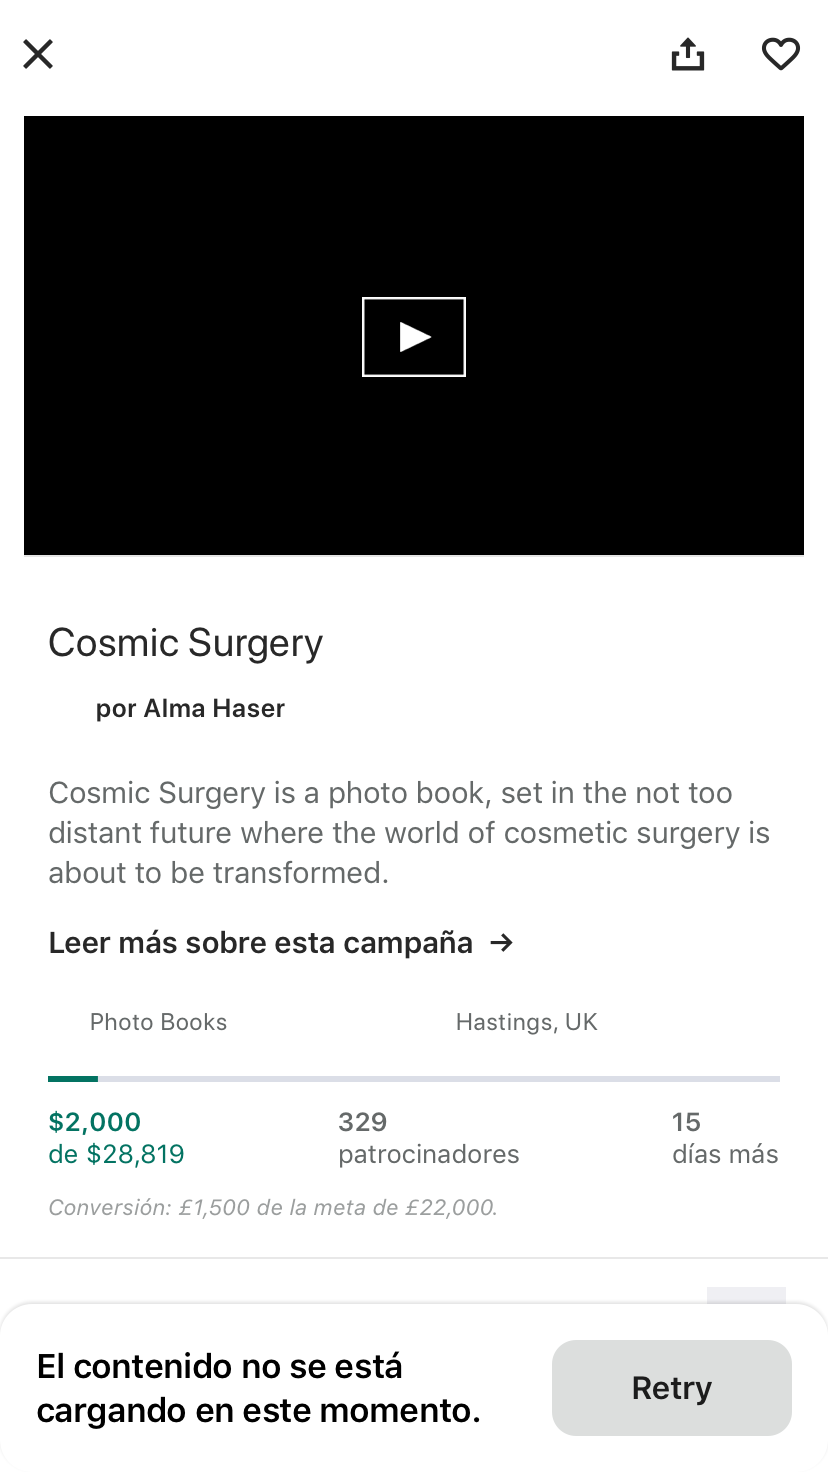 Cosmic Surgery
por Alma Haser
Cosmic Surgery is a photo book, set in the not too
distant future where the world of cosmetic surgery is
about to be transformed.
Leer más sobre esta campaña →
Photo Books
Hastings, UK
$2,000
de $28,819
329
patrocinadores
15
días más
Conversión: £1,500 de la meta de £22,000.
El contenido no se está
cargando en este momento.
Retry